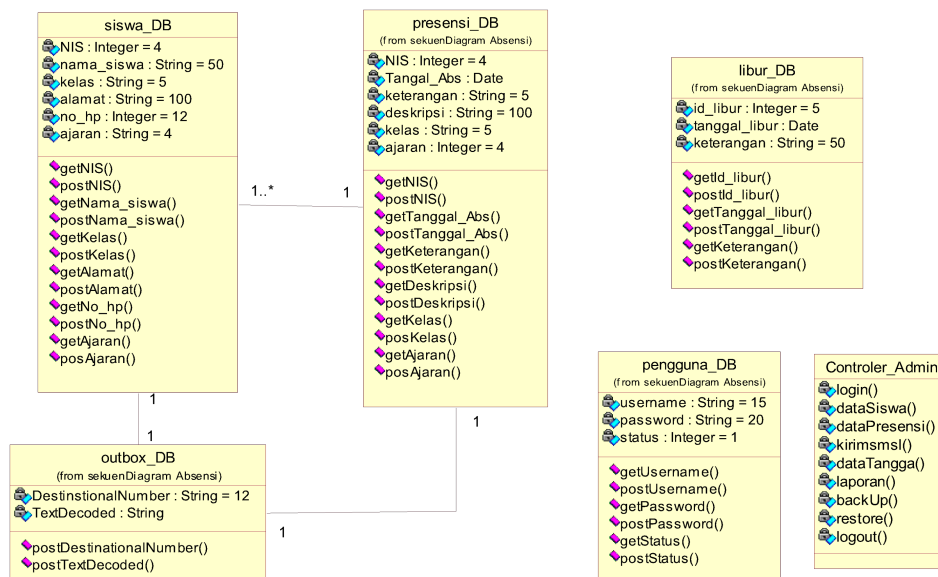 siswa_DB
NIS : Integer = 4
nama_siswa : String = 50
kelas : String = 5
alamat : String = 100
no_hp : Integer = 12
ajaran : String = 4
getNIS()
postNIS()
getNama_siswa()
postNama_siswa()
getKelas()
postKelas()
getAlamat()
postAlamat()
getNo_hp()
postNo_hp()
getAjaran()
posAjaran()
1..*
1
presensi_DB
(from sekuenDiagram Absensi)
NIS : Integer = 4
Tangal_Abs : Date
keterangan : String = 5
deskripsi : String = 100
kelas : String = 5
ajaran : Integer = 4
getNIS()
postNIS()
getTanggal_Abs()
postTanggal_Abs()
getKeterangan()
postKeterangan()
getDeskripsi()
postDeskripsi()
getKelas()
posKelas()
getAjaran()
posAjaran()
libur_DB
(from sekuenDiagram Absensi)
id_libur : Integer = 5
tanggal_libur : Date
keterangan : String = 50
getId_libur()
postId_libur()
getTanggal_libur()
postTanggal_libur()
getKeterangan()
postKeterangan()
1
1
outbox_DB
(from sekuenDiagram Absensi)
DestinstionalNumber : String = 12
TextDecoded : String
postDestinationalNumber()
postTextDecoded()
1
1
pengguna_DB
(from sekuenDiagram Absensi)
username : String = 15
password : String = 20
status : Integer = 1
getUsername()
postUsername()
getPassword()
postPassword()
getStatus()
postStatus()
Controler_Admin
login()
dataSiswa()
dataPresensi()
kirimsmsl()
dataTangga()
laporan()
backUp()
restore()
logout()